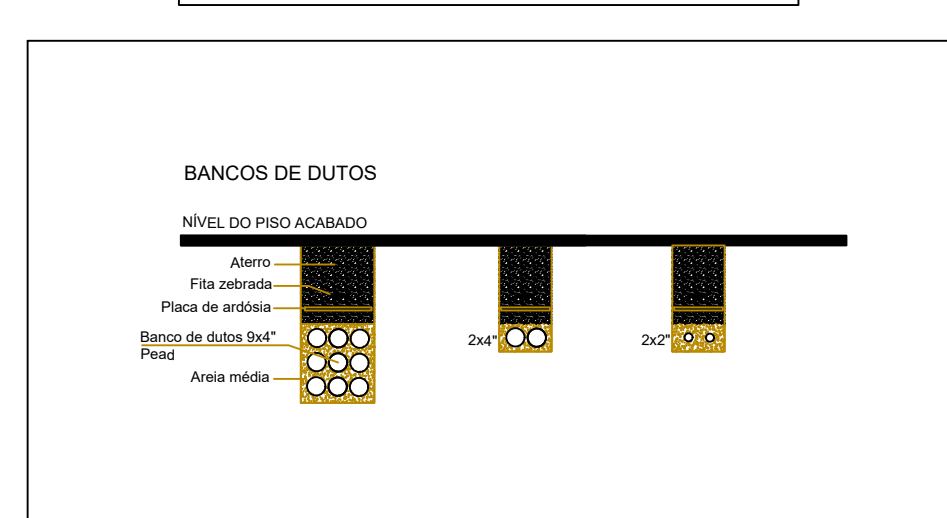 BANCOS DE DUTOS
NÍVEL DO PISO ACABADO
Aterro
Fita zebrada
Placa de ardósia
Banco de dutos 9x4"
Pead
Areia média
2x4"
2x2"